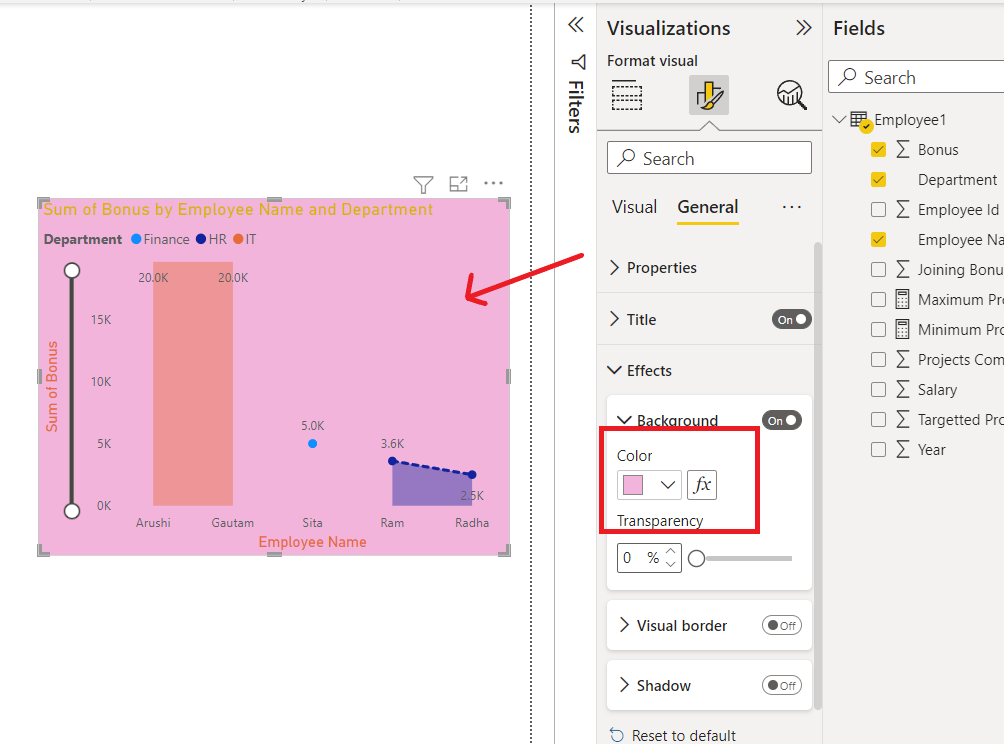 Sum of Bonus by Employee Name and Department
Department Finance HR IT
20.0K 20.0K
15K
10K
5K
0K
Sum of Bonus
5.0K
3.6K
2.5K
Arushi Gautam Sita Ram Radha
Employee Name
Filters
Visualizations
Format visual
Search
Visual General
Properties
Title On
Effects
Background On
Color
fx
Transparency
0 %
Visual border Off
Shadow Off
Reset to default
Fields
Search
Employee1
Bonus
Department
Employee Id
Employee Na
Joining Bonu
Maximum Pro
Minimum Pro
Projects Com
Salary
Targetted Pro
Year